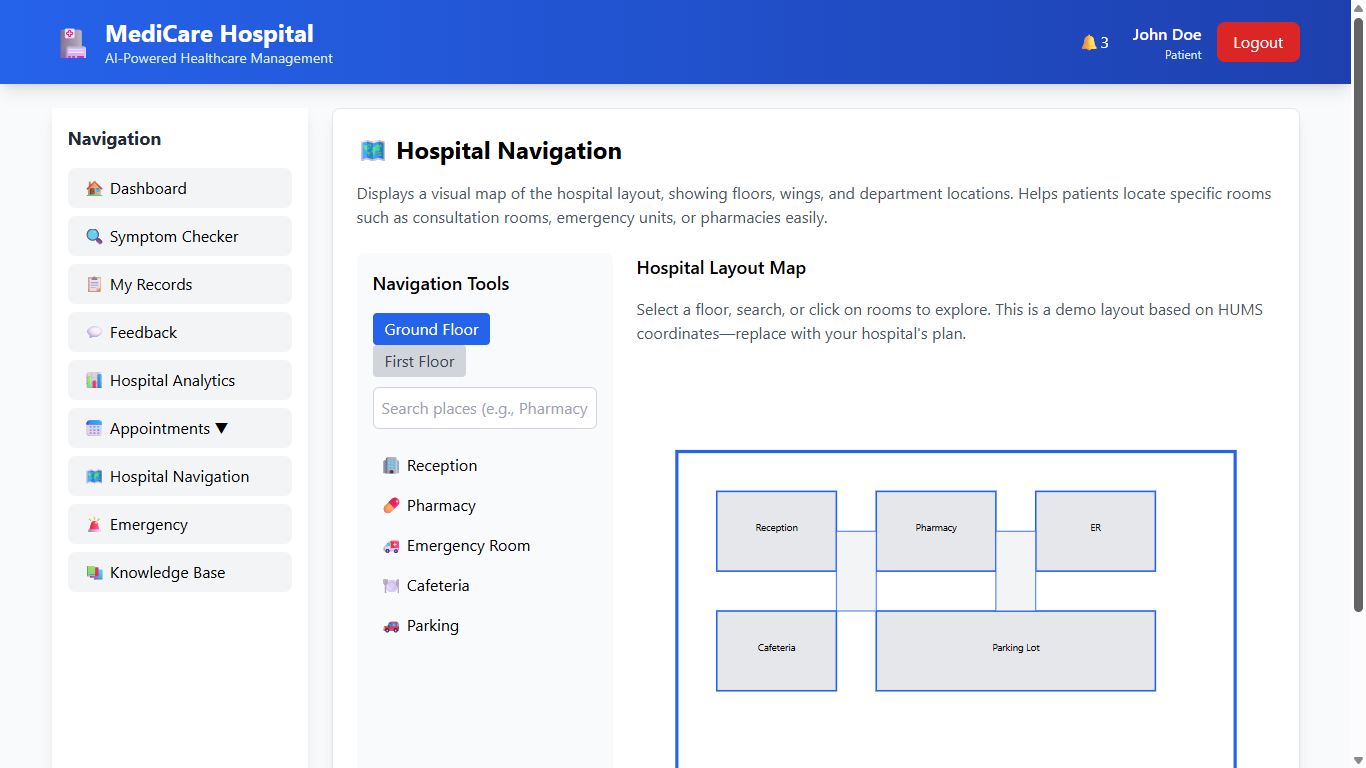 MediCare Hospital
AI-Powered Healthcare Management
3
John Doe
Patient
Logout
Navigation
Dashboard
Symptom Checker
My Records
Feedback
Hospital Analytics
Appointments ▼
Hospital Navigation
Emergency
Knowledge Base
Hospital Navigation
Displays a visual map of the hospital layout, showing floors, wings, and department locations. Helps patients locate specific rooms
such as consultation rooms, emergency units, or pharmacies easily.
Navigation Tools
Ground Floor
First Floor
Search places (e.g., Pharmacy
Reception
Pharmacy
Emergency Room
Cafeteria
Parking
Hospital Layout Map
Select a floor, search, or click on rooms to explore. This is a demo layout based on HUMS
coordinates—replace with your hospital's plan.
Reception
Pharmacy
ER
Cafeteria
Parking Lot